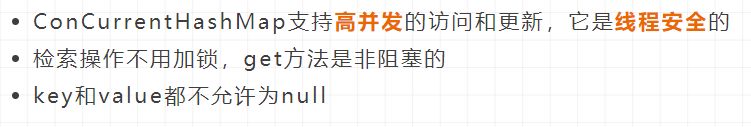 ConCurrentHashMap支持高并发的访问和更新，它是线程安全的
检索操作不用加锁，get方法是非阻塞的
key和value都不允许为null